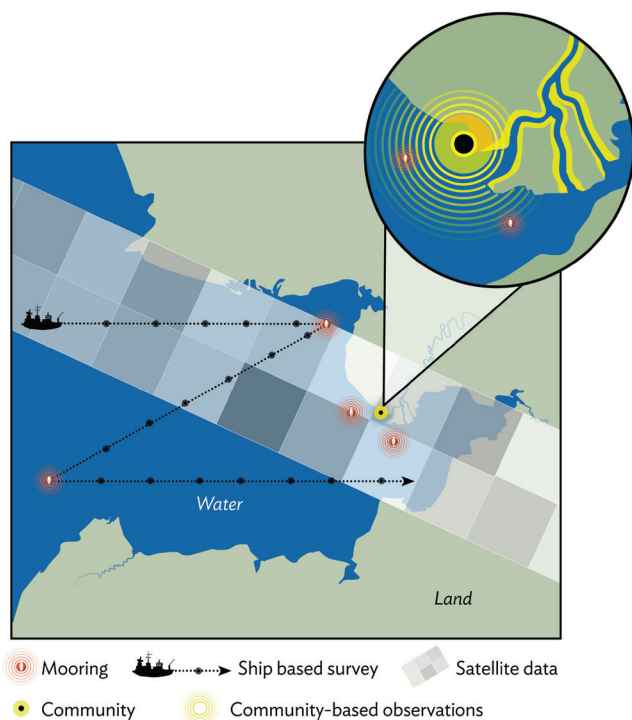 Water
Land
Mooring
Ship based survey
Satellite data
Community
Community-based observations